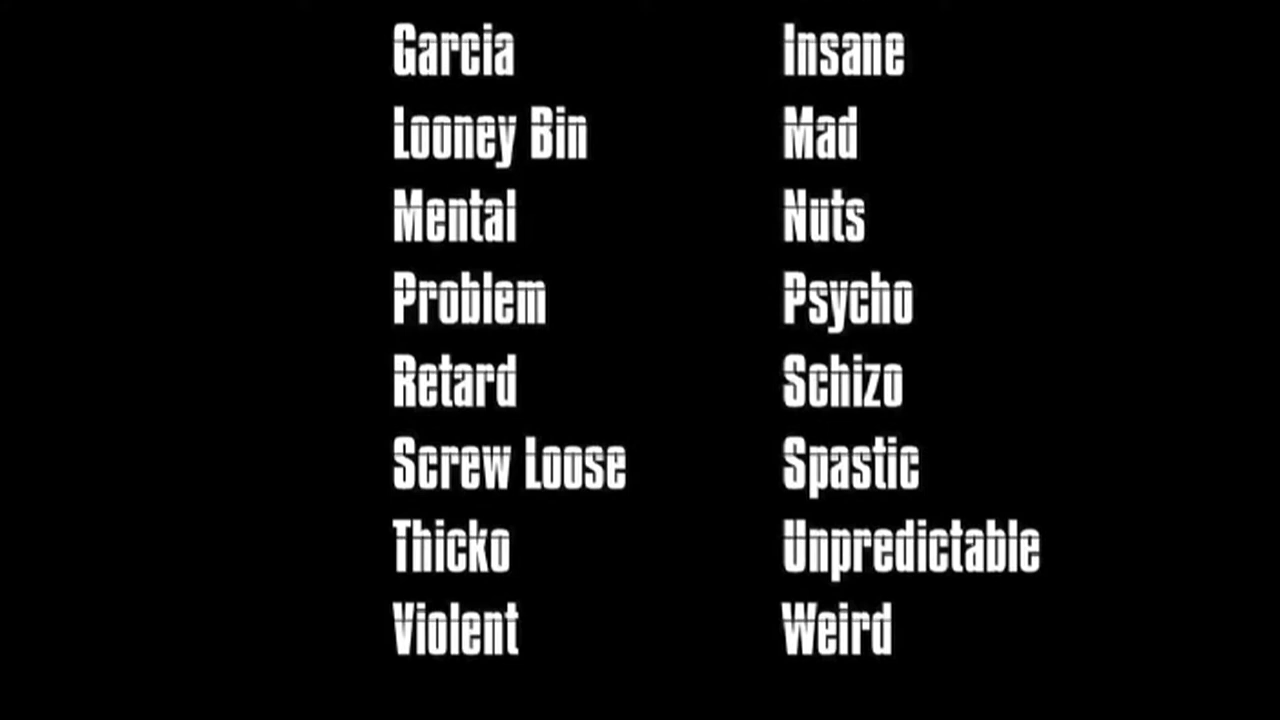 Garcia Insane
Looney Bin Mad
Mental Nuts
Problem Psycho
Retard Schizo
Screw Loose Spastic
Thicko Unpredictable
Violent Weird